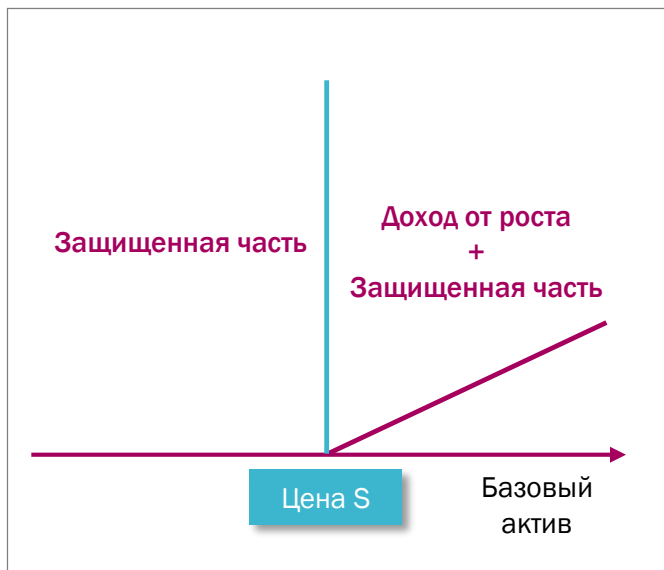 Защищенная часть
Доход от роста
+
Защищенная часть
Цена S
Базовый
актив